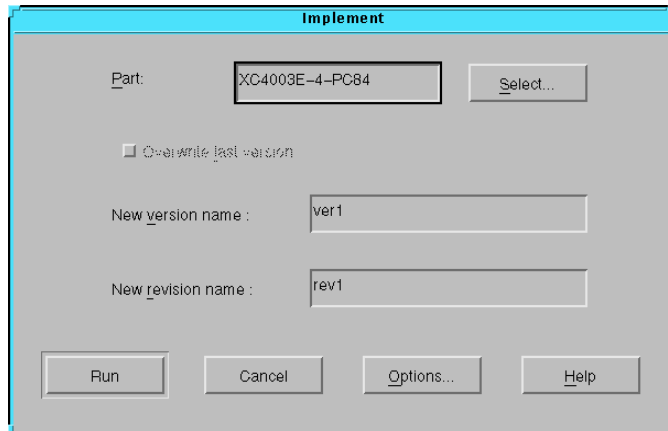 Implement
Part: XC4003E-4-PC84 Select...
Overwrite last version
New version name : ver1
New revision name : rev1
Run Cancel Options... Help